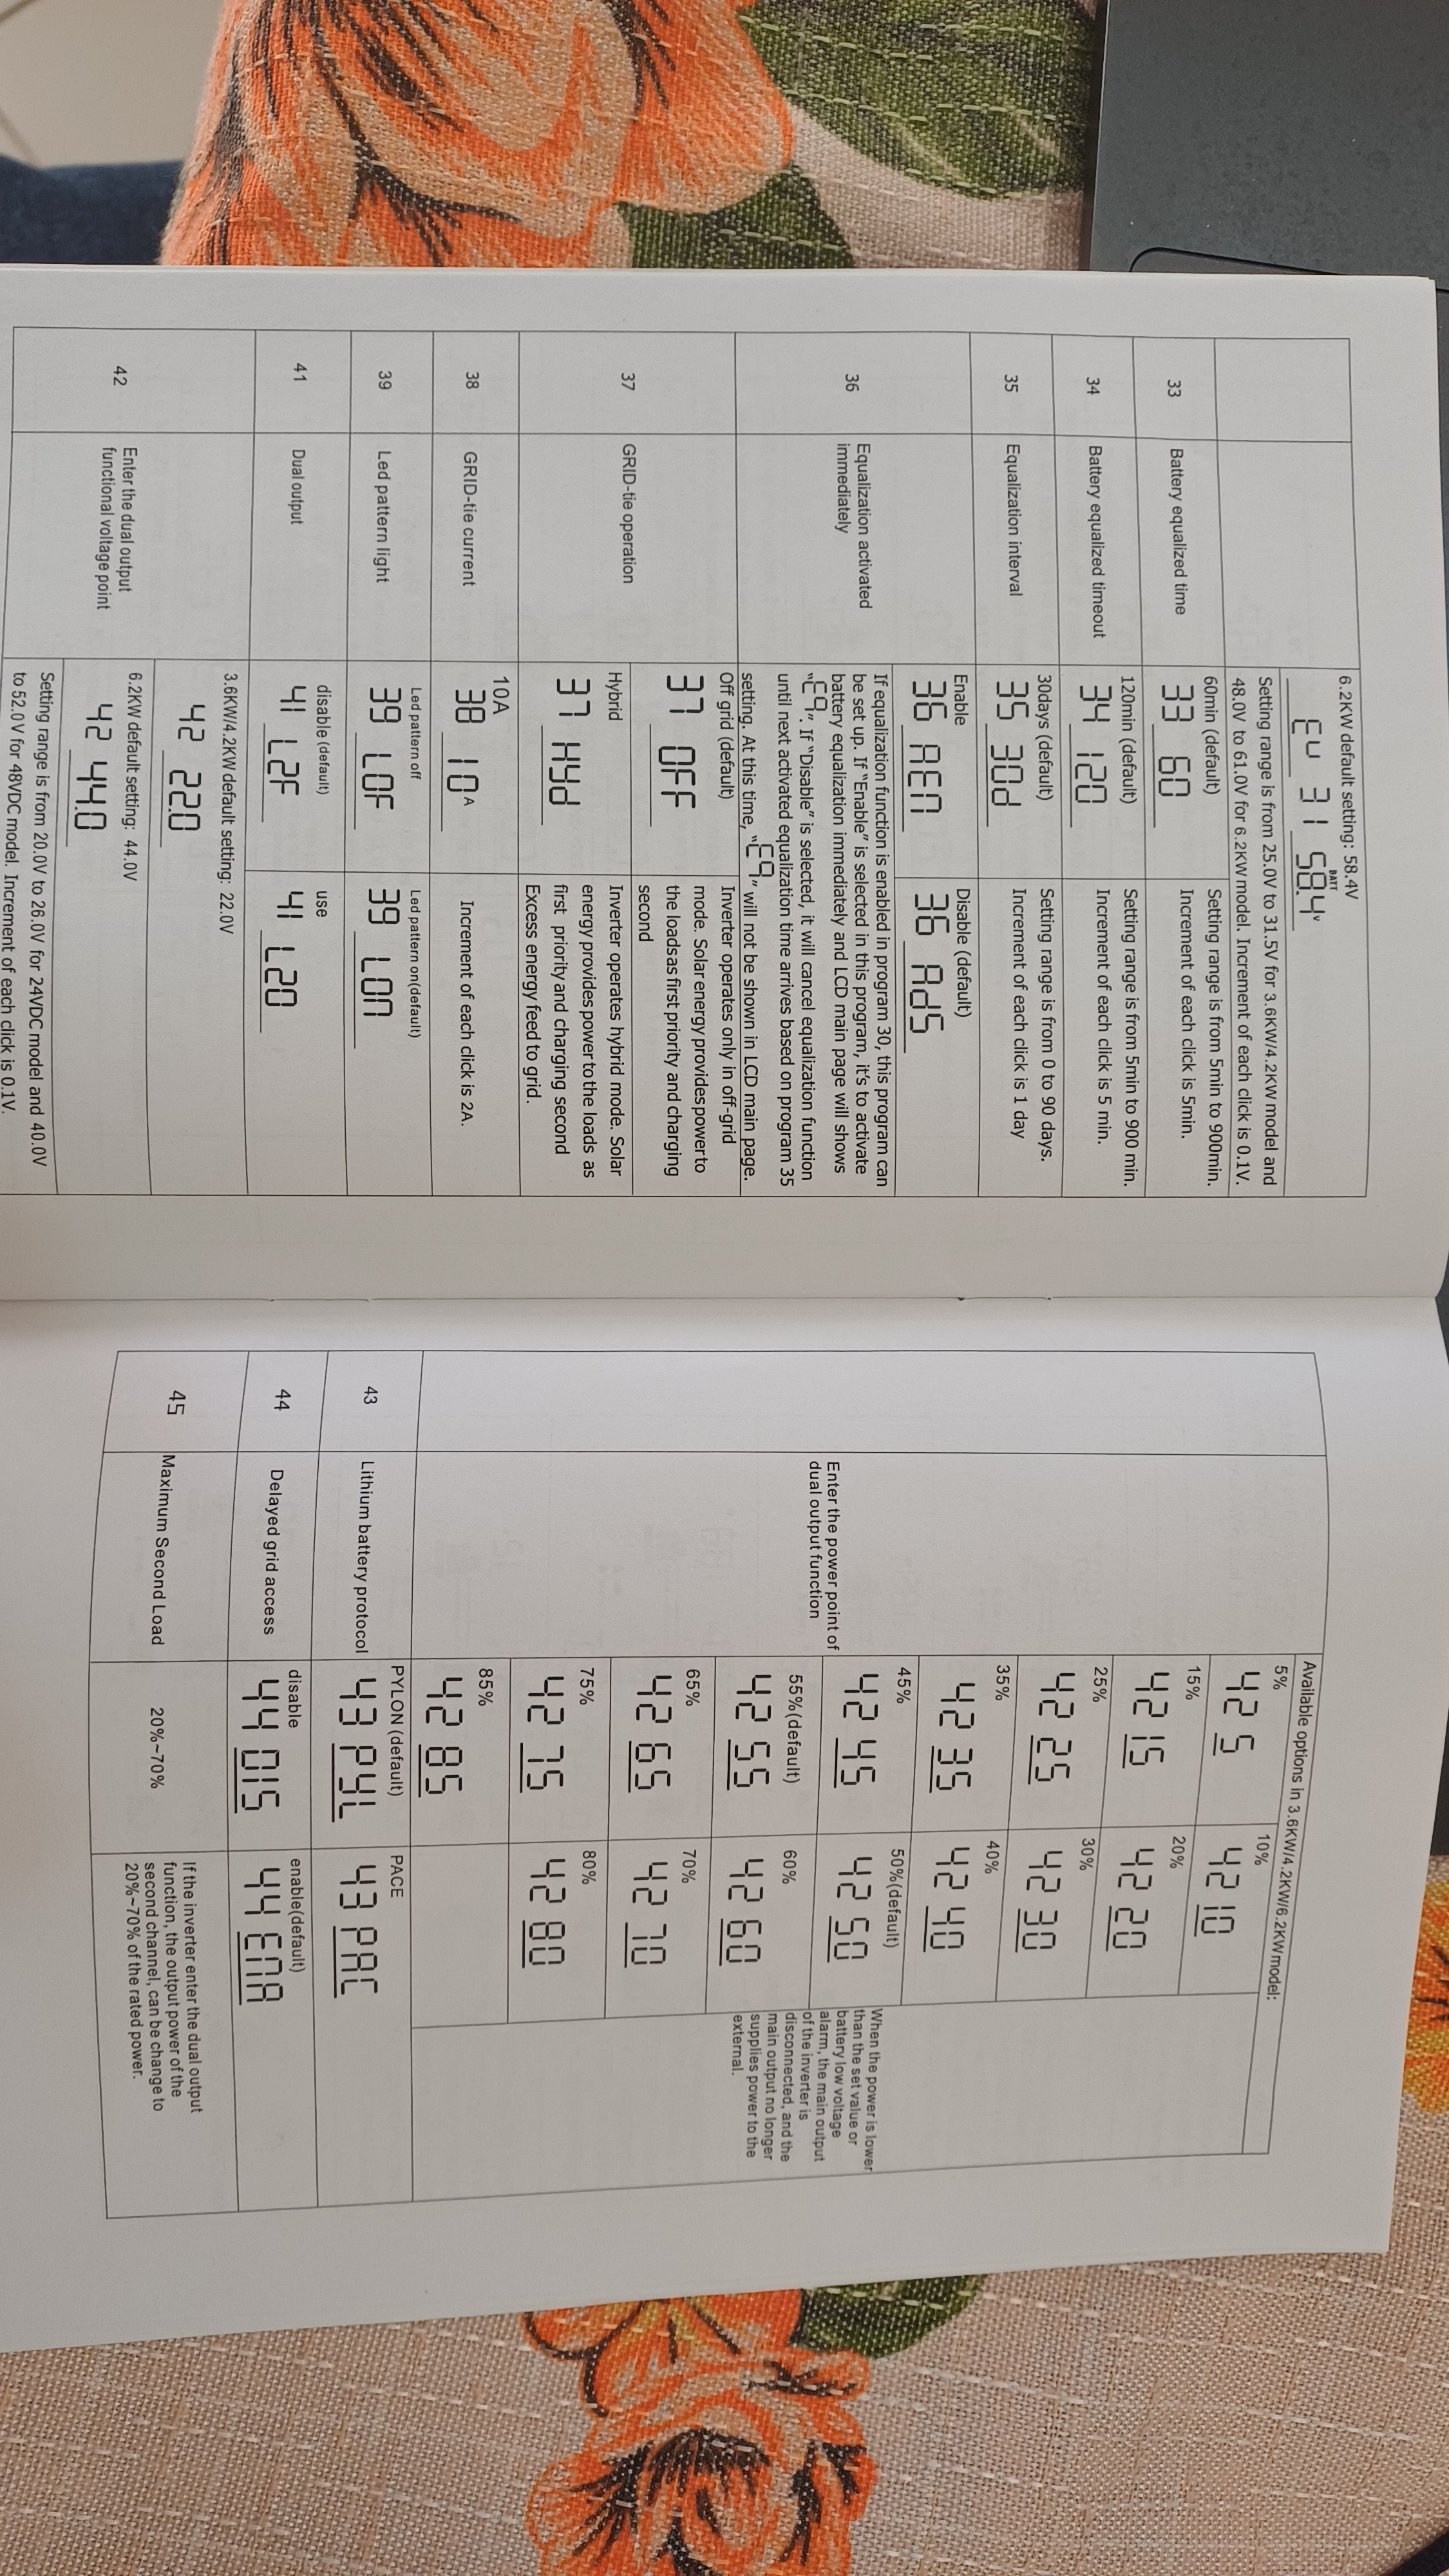 6.2KW default setting: 58.4V
EU 31 BATT 58.4v
Setting range is from 25.0V to 31.5V for 3.6KW/4.2KW model and
48.0V to 61.0V for 6.2KW model. Increment of each click is 0.1V.
33
Battery equalized time
60min (default)
33 60
Setting range is from 5min to 900min.
Increment of each click is 5min.
34
Battery equalized timeout
120min (default)
34 120
Setting range is from 5min to 900 min.
Increment of each click is 5 min.
35
Equalization interval
30days (default)
35 30d
Setting range is from 0 to 90 days.
Increment of each click is 1 day
36
Equalization activated
immediately
Enable
36 AEN
Disable (default)
36 AdS
If equalization function is enabled in program 30, this program can
be set up. If "Enable" is selected in this program, it's to activate
battery equalization immediately and LCD main page will shows
"E9". If "Disable" is selected, it will cancel equalization function
until next activated equalization time arrives based on program 35
setting. At this time, "E9" will not be shown in LCD main page.
37
GRID-tie operation
Off grid (default)
37 OFF
Inverter operates only in off-grid
mode. Solar energy provides power to
the loads as first priority and charging
second
Hybrid
37 HYd
Inverter operates hybrid mode. Solar
energy provides power to the loads as
first priority and charging second
Excess energy feed to grid.
38
GRID-tie current
10A
38 10A
Increment of each click is 2A.
39
Led pattern light
Led pattern off
39 LOF
Led pattern on(default)
39 LON
41
Dual output
disable (default)
41 L2F
use
41 L2O
42
Enter the dual output
functional voltage point
3.6KW/4.2KW default setting: 22.0V
42 22.0
6.2KW default setting: 44.0V
42 44.0
Setting range is from 20.0V to 26.0V for 24VDC model and 40.0V
to 52.0V for 48VDC model. Increment of each click is 0.1V.
Enter the power point of
dual output function
Available options in 3.6KW/4.2KW/6.2KW model:
5%
42 5
10%
42 10
15%
42 15
20%
42 20
25%
42 25
30%
42 30
35%
42 35
40%
42 40
45%
42 45
50%(default)
42 50
55%(default)
42 55
60%
42 60
65%
42 65
70%
42 70
75%
42 75
80%
42 80
85%
42 85
When the power is lower
than the set value or
battery low voltage
alarm, the main output
of the inverter is
disconnected, and the
main output no longer
supplies power to the
external.
43
Lithium battery protocol
PYLON (default)
43 PYL
PACE
43 PAC
44
Delayed grid access
disable
44 DIS
enable(default)
44 ENA
45
Maximum Second Load
20%~70%
If the inverter enter the dual output
function, the output power of the
second channel, can be change to
20%~70% of the rated power.